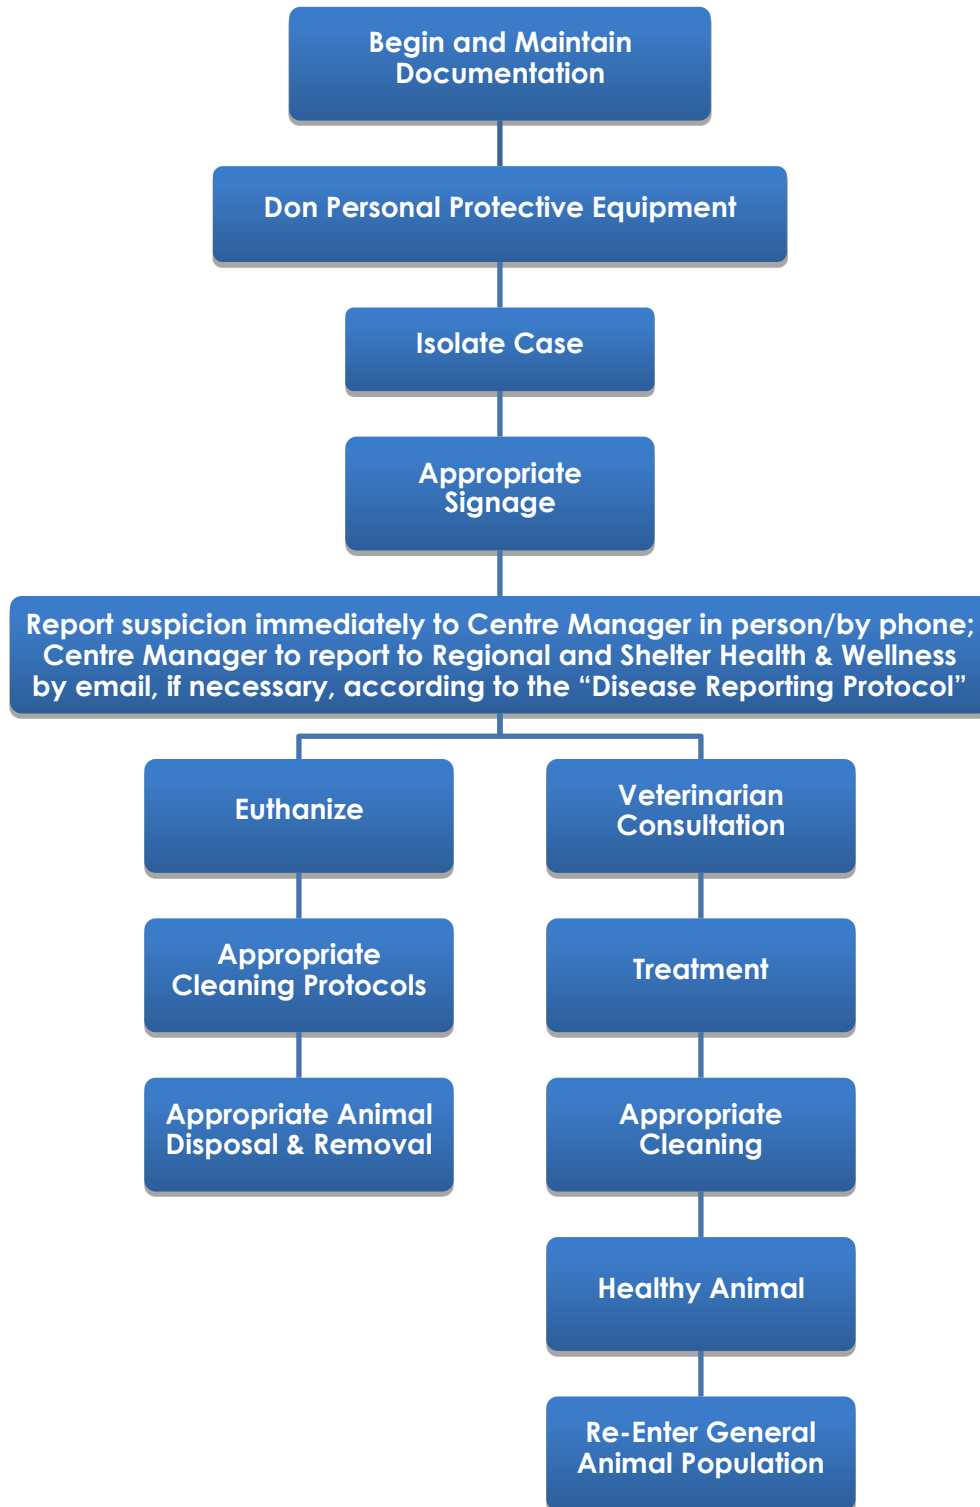 Begin and Maintain
Documentation
Don Personal Protective Equipment
Isolate Case
Appropriate
Signage
Report suspicion immediately to Centre Manager in person/by phone;
Centre Manager to report to Regional and Shelter Health & Wellness
by email, if necessary, according to the “Disease Reporting Protocol”
Euthanize
Veterinarian
Consultation
Appropriate
Cleaning Protocols
Treatment
Appropriate Animal
Disposal & Removal
Appropriate
Cleaning
Healthy Animal
Re-Enter General
Animal Population